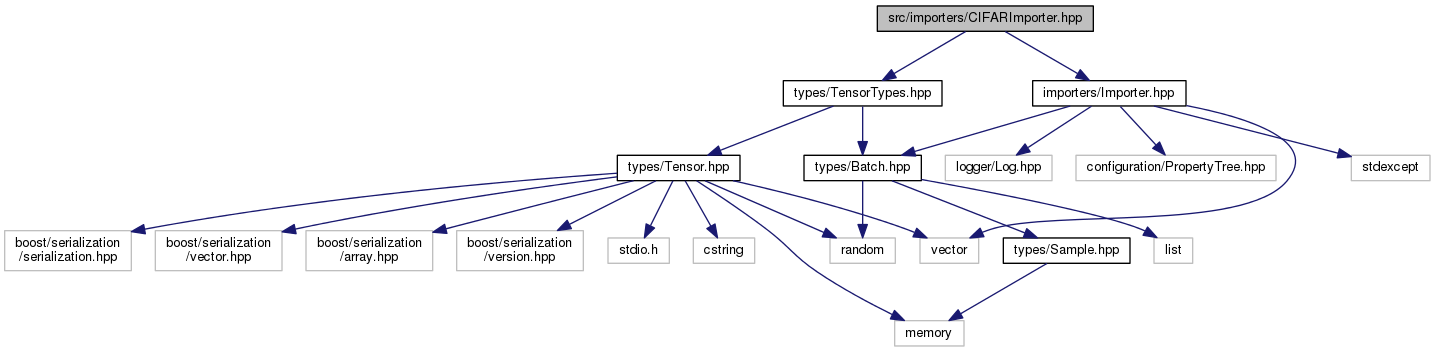 src/importers/CIFARImporter.hpp
types/TensorTypes.hpp
importers/Importer.hpp
types/Tensor.hpp
types/Batch.hpp
logger/Log.hpp
configuration/PropertyTree.hpp
stdexcept
boost/serialization
/serialization.hpp
boost/serialization
/vector.hpp
boost/serialization
/array.hpp
boost/serialization
/version.hpp
stdio.h
cstring
random
vector
types/Sample.hpp
list
memory